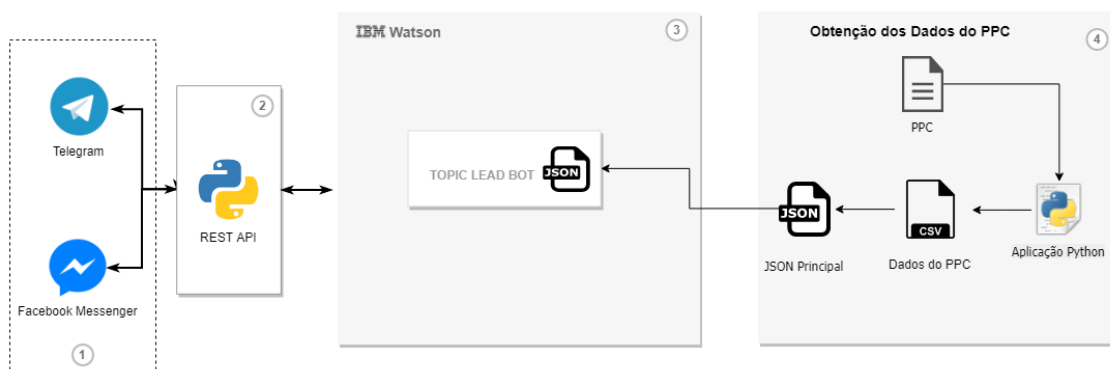 Telegram
Facebook Messenger
1
2
REST API
IBM Watson
3
TOPIC LEAD BOT
JSON
Obtenção dos Dados do PPC
4
PPC
JSON
CSV
JSON Principal
Dados do PPC
Aplicação Python